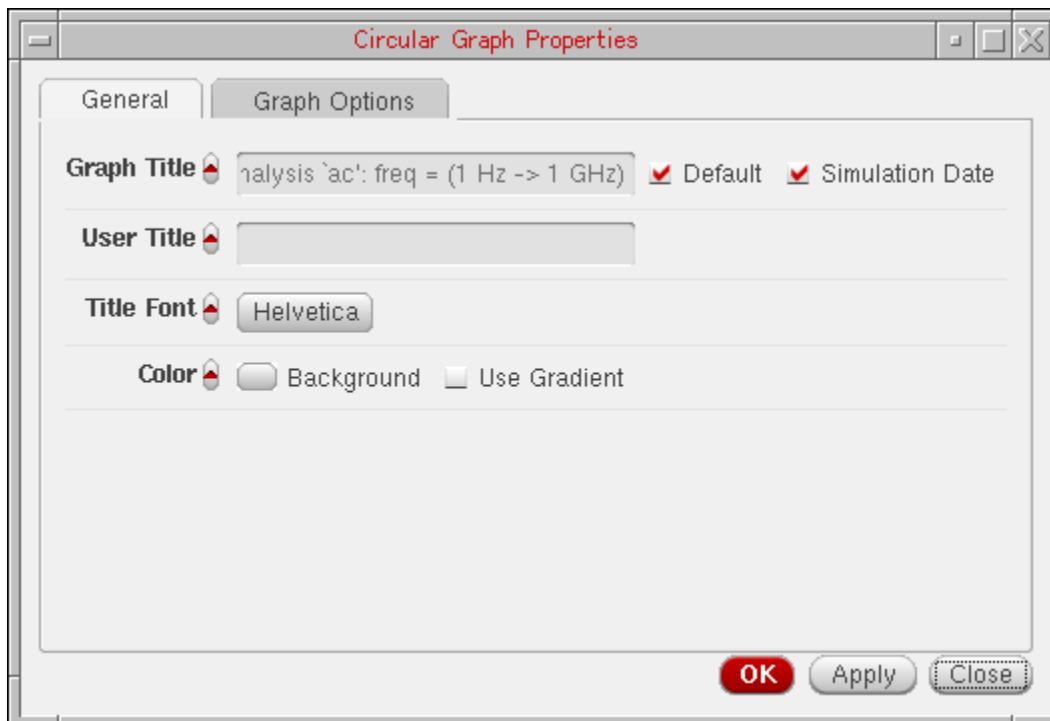 Circular Graph Properties
General Graph Options
Graph Title nalysis `ac': freq = (1 Hz -> 1 GHz) Default Simulation Date
User Title
Title Font Helvetica
Color Background Use Gradient
OK Apply Close